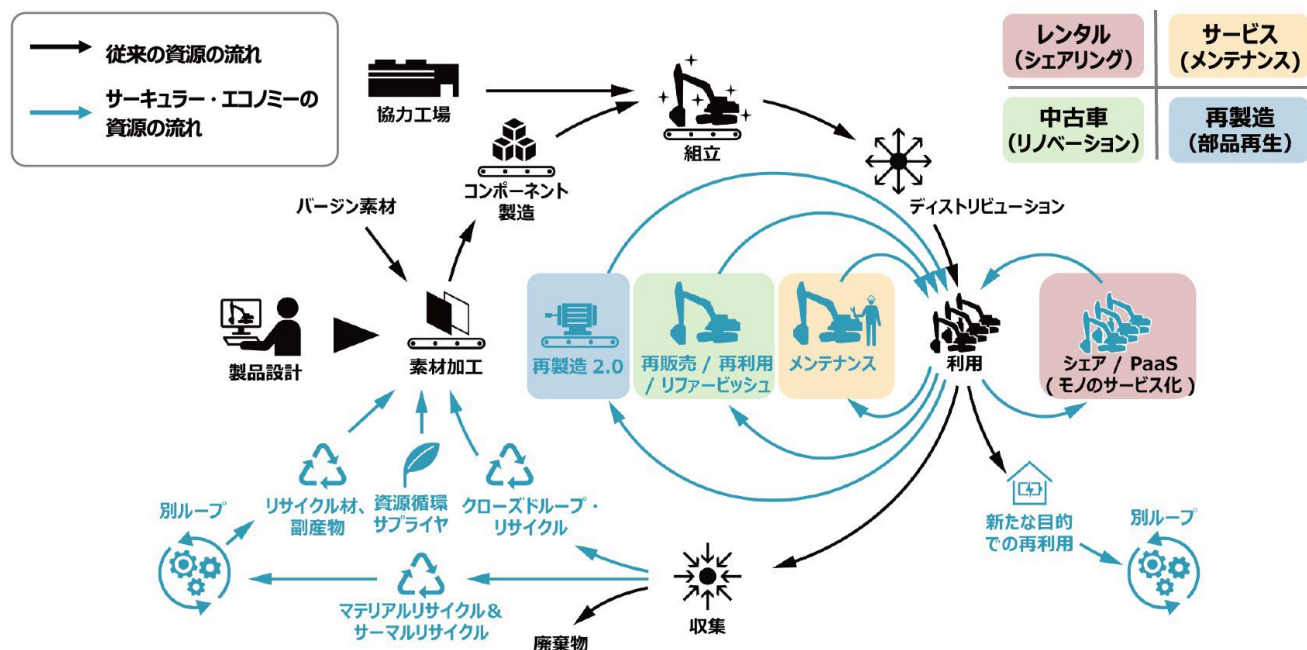 従来の資源の流れ
サーキュラー・エコノミーの
資源の流れ
レンタル
(シェアリング)
サービス
(メンテナンス)
中古車
(リノベーション)
再製造
(部品再生)
協力工場
組立
コンポーネント
製造
バージン素材
ディストリビューション
製品設計
素材加工
再製造 2.0
再販売 / 再利用
/ リファービッシュ
メンテナンス
利用
シェア / PaaS
( モノのサービス化 )
別ループ
リサイクル材、
副産物
資源循環
サプライヤ
クローズドループ・
リサイクル
新たな目的
での再利用
別ループ
マテリアルリサイクル＆
サーマルリサイクル
廃棄物
収集